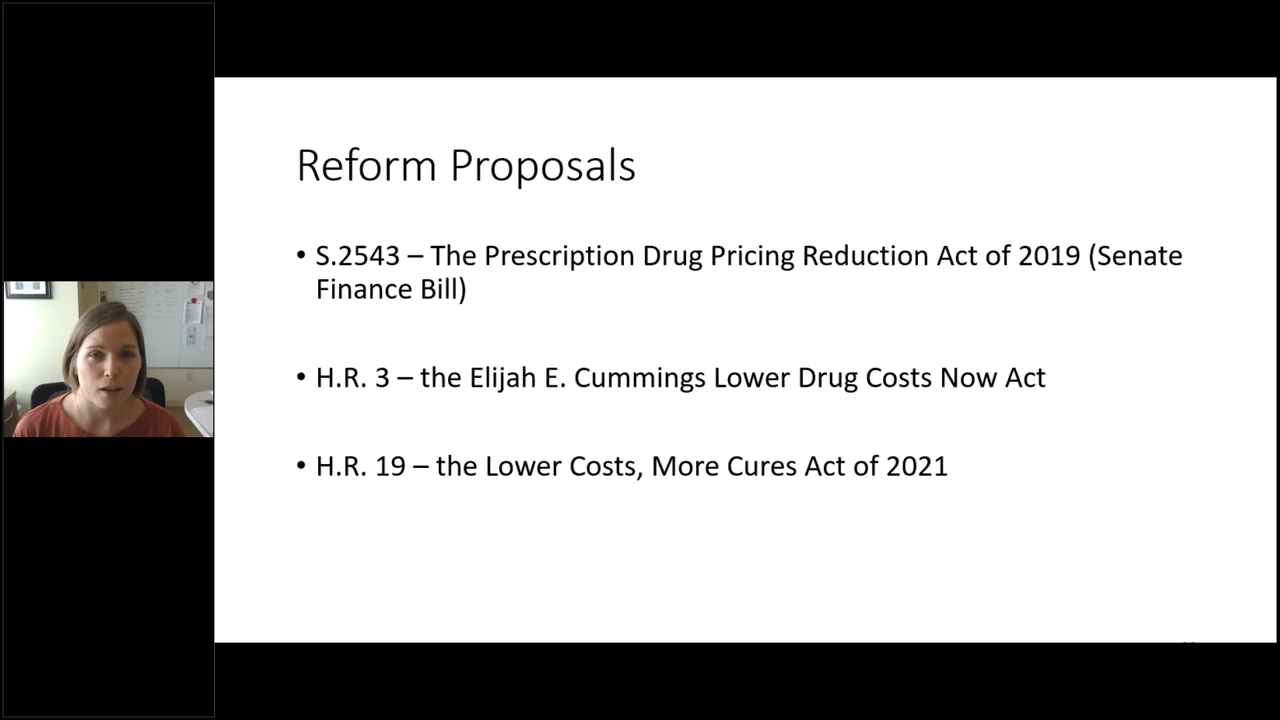 Reform Proposals
• S.2543 – The Prescription Drug Pricing Reduction Act of 2019 (Senate
Finance Bill)
• H.R. 3 – the Elijah E. Cummings Lower Drug Costs Now Act
• H.R. 19 – the Lower Costs, More Cures Act of 2021